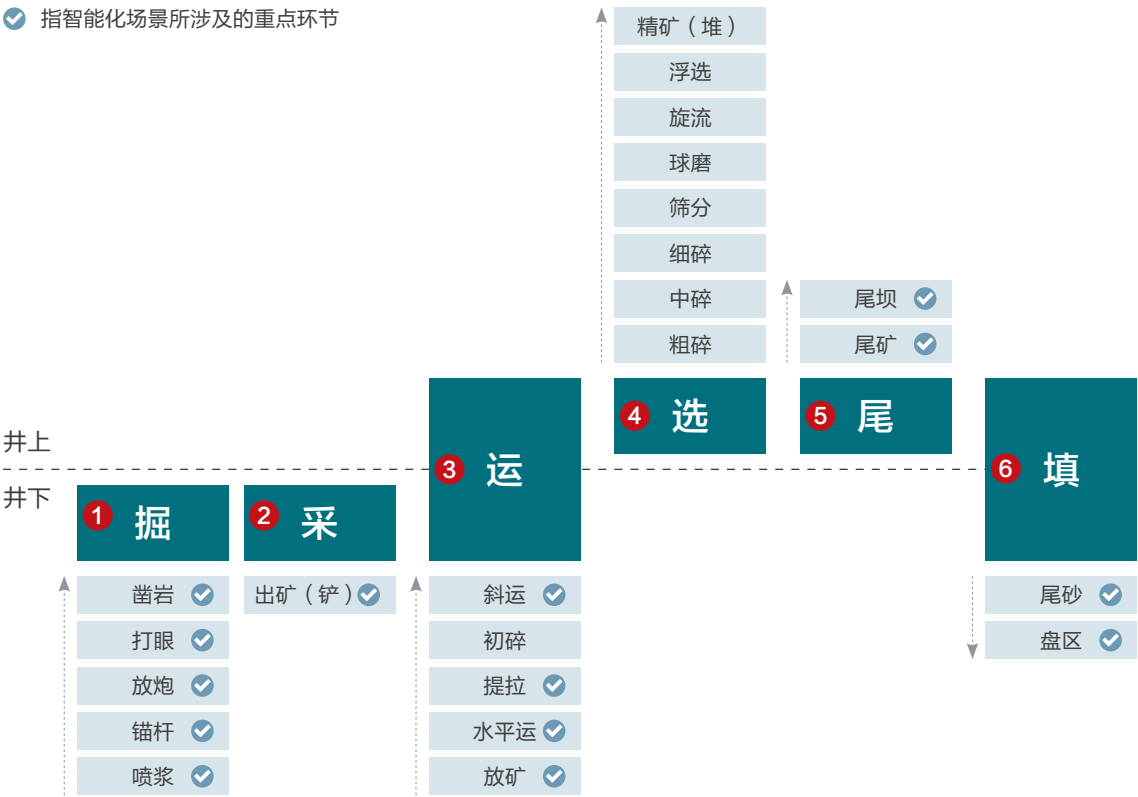 指智能化场景所涉及的重点环节
精矿（堆）
浮选
旋流
球磨
筛分
细碎
中碎
粗碎
尾坝
尾矿
井上
井下
1 掘
2 采
3 运
4 选
5 尾
6 填
凿岩
打眼
放炮
锚杆
喷浆
出矿（铲）
斜运
初碎
提拉
水平运
放矿
尾砂
盘区